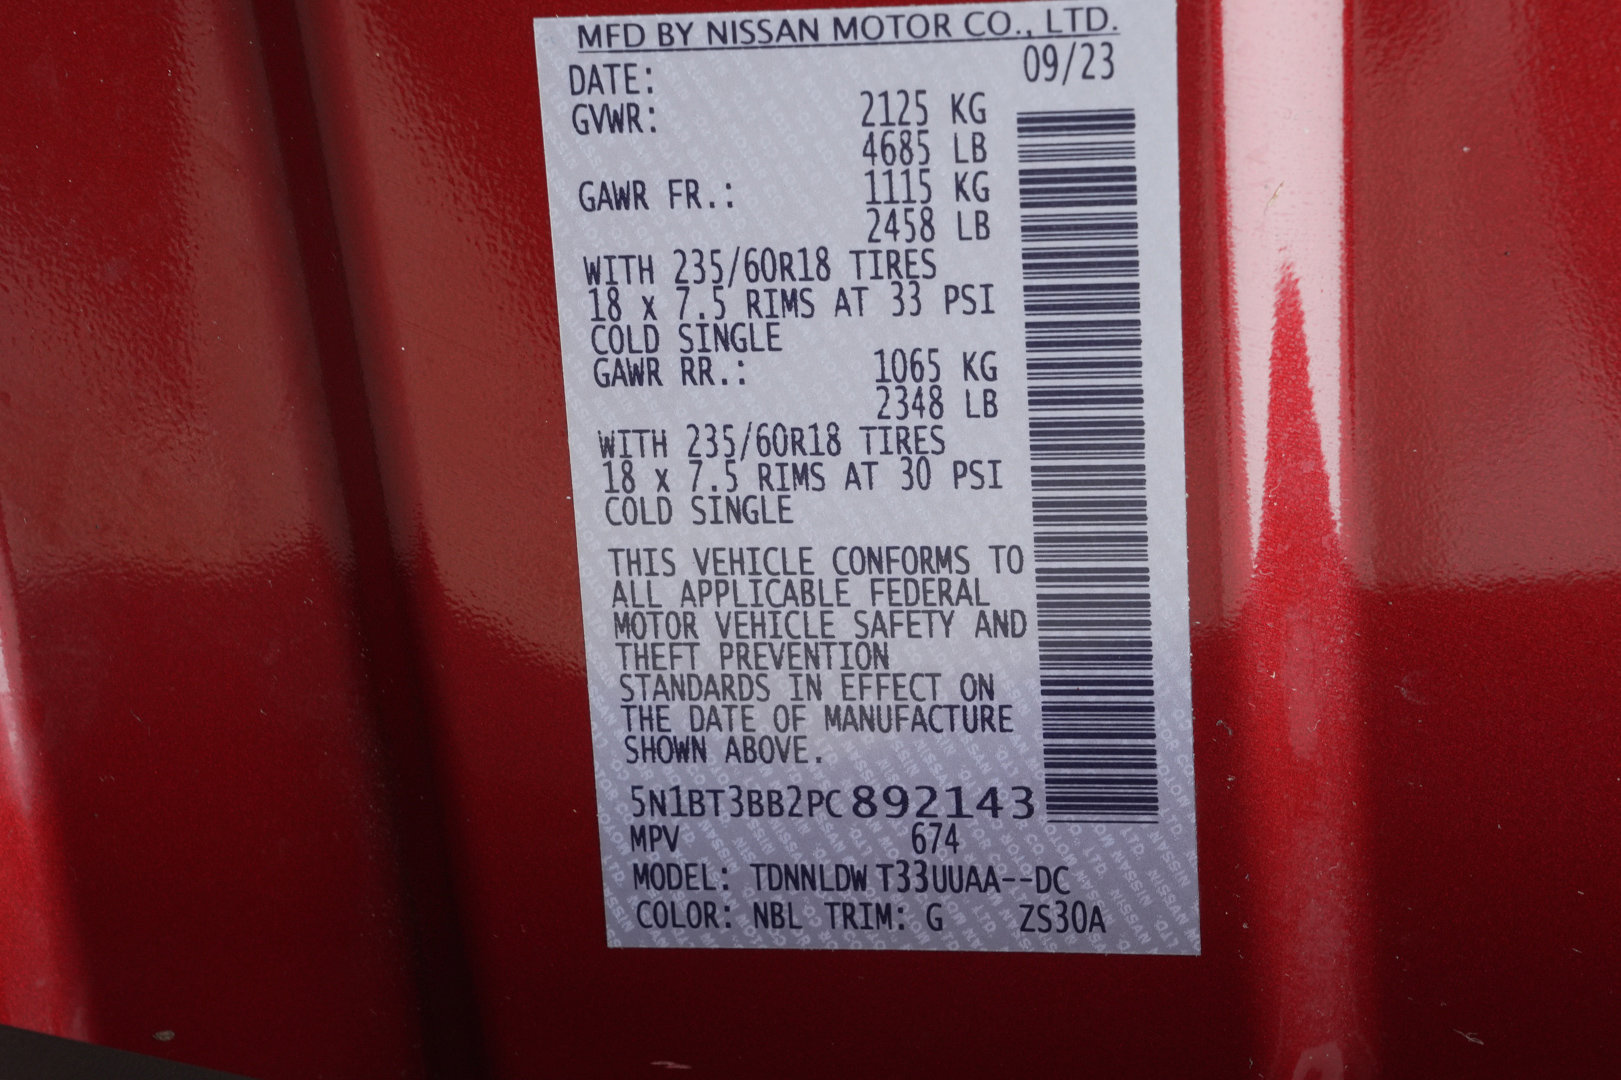 MFD BY NISSAN MOTOR CO., LTD.
DATE: 09/23
GVWR: 2125 KG
4685 LB
GAWR FR.: 1115 KG
2458 LB
WITH 235/60R18 TIRES
18 x 7.5 RIMS AT 33 PSI
COLD SINGLE
GAWR RR.: 1065 KG
2348 LB
WITH 235/60R18 TIRES
18 x 7.5 RIMS AT 30 PSI
COLD SINGLE
THIS VEHICLE CONFORMS TO
ALL APPLICABLE FEDERAL
MOTOR VEHICLE SAFETY AND
THEFT PREVENTION
STANDARDS IN EFFECT ON
THE DATE OF MANUFACTURE
SHOWN ABOVE.
5N1BT3BB2PC892143
MPV 674
MODEL: TDNNLDW T33UUAA--DC
COLOR: NBL TRIM: G ZS30A